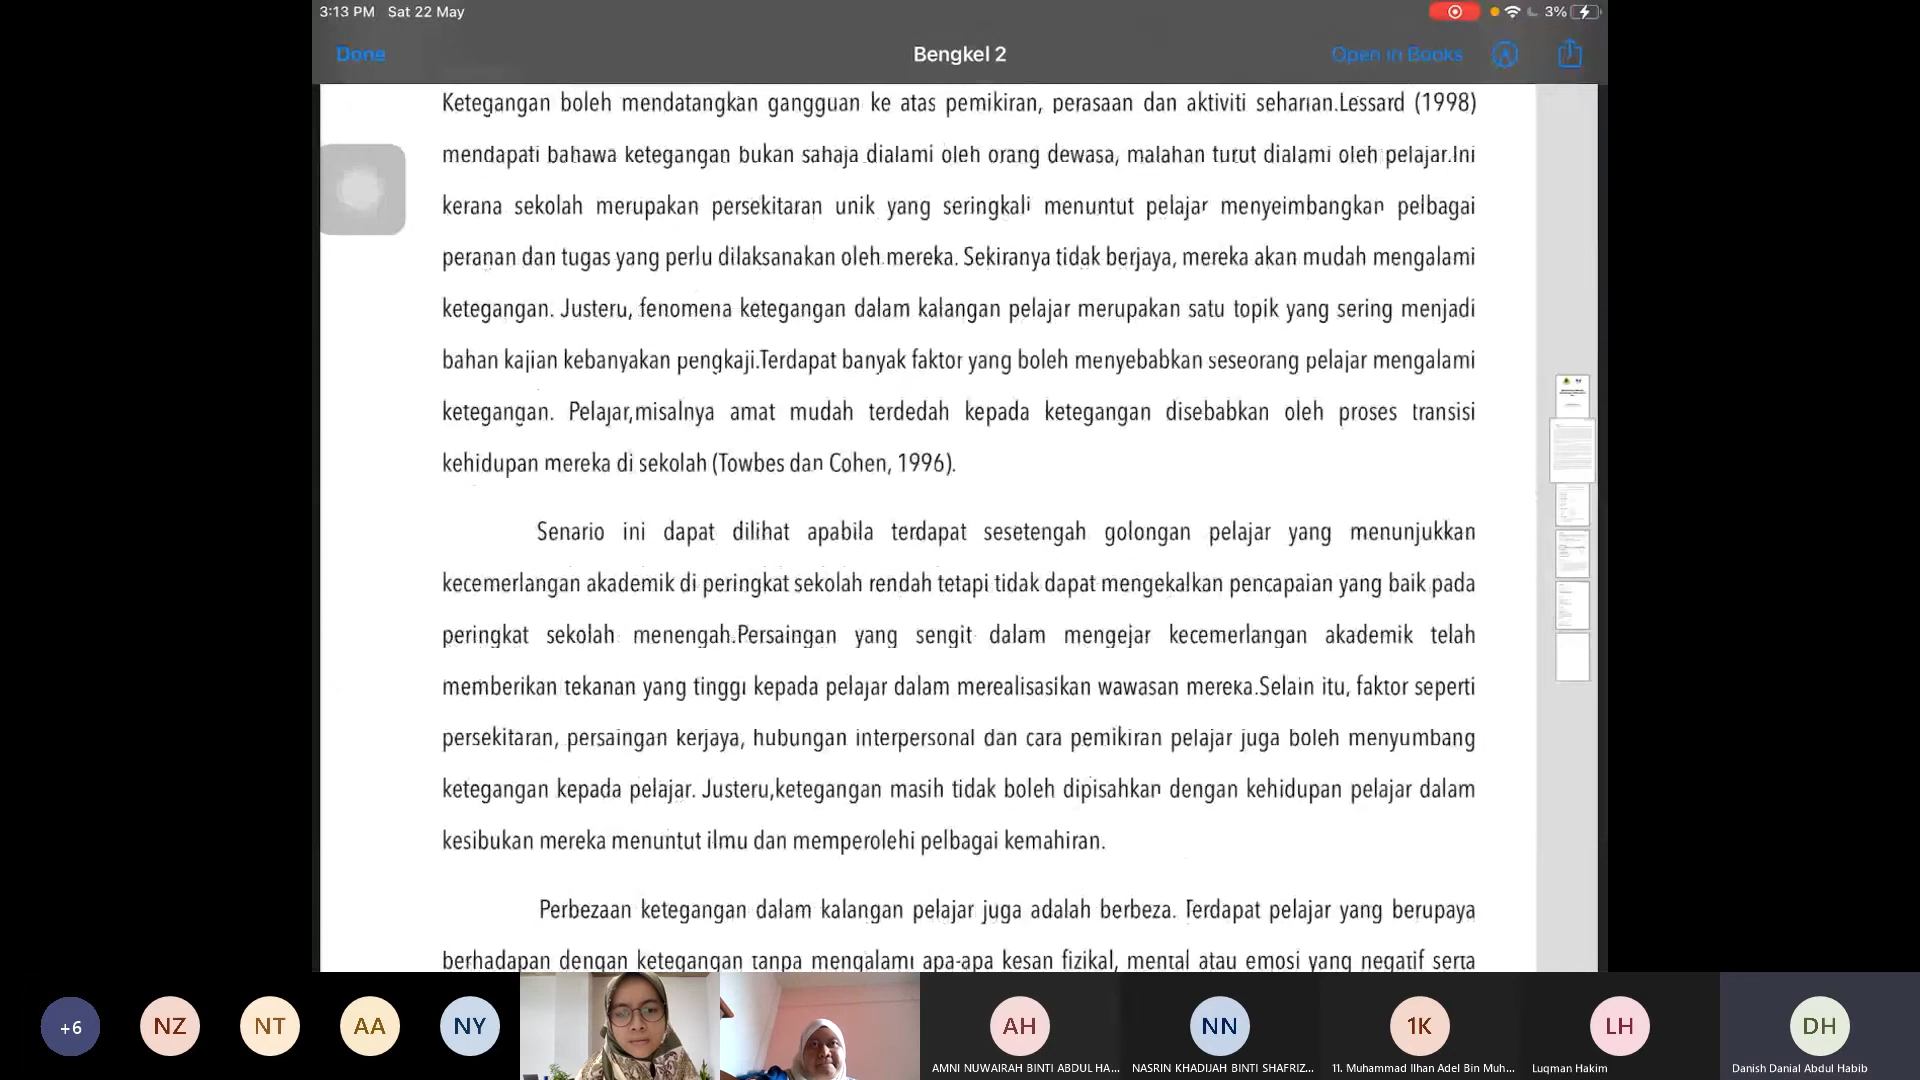 3:13 PM Sat 22 May
3%
Done
Bengkel 2
Open in Books
Ketegangan boleh mendatangkan gangguan ke atas pemikiran, perasaan dan aktiviti seharian.Lessard (1998)
mendapati bahawa ketegangan bukan sahaja dialami oleh orang dewasa, malahan turut dialami oleh pelajar.Ini
kerana sekolah merupakan persekitaran unik yang seringkali menuntut pelajar menyeimbangkan pelbagai
peranan dan tugas yang perlu dilaksanakan oleh mereka. Sekiranya tidak berjaya, mereka akan mudah mengalami
ketegangan. Justeru, fenomena ketegangan dalam kalangan pelajar merupakan satu topik yang sering menjadi
bahan kajian kebanyakan pengkaji.Terdapat banyak faktor yang boleh menyebabkan seseorang pelajar mengalami
ketegangan. Pelajar,misalnya amat mudah terdedah kepada ketegangan disebabkan oleh proses transisi
kehidupan mereka di sekolah (Towbes dan Cohen, 1996).
Senario ini dapat dilihat apabila terdapat sesetengah golongan pelajar yang menunjukkan
kecemerlangan akademik di peringkat sekolah rendah tetapi tidak dapat mengekalkan pencapaian yang baik pada
peringkat sekolah menengah.Persaingan yang sengit dalam mengejar kecemerlangan akademik telah
memberikan tekanan yang tinggi kepada pelajar dalam merealisasikan wawasan mereka.Selain itu, faktor seperti
persekitaran, persaingan kerjaya, hubungan interpersonal dan cara pemikiran pelajar juga boleh menyumbang
ketegangan kepada pelajar. Justeru,ketegangan masih tidak boleh dipisahkan dengan kehidupan pelajar dalam
kesibukan mereka menuntut ilmu dan memperolehi pelbagai kemahiran.
Perbezaan ketegangan dalam kalangan pelajar juga adalah berbeza. Terdapat pelajar yang berupaya
berhadapan dengan ketegangan tanpa mengalami apa-apa kesan fizikal, mental atau emosi yang negatif serta
+6
NZ
NT
AA
NY
AH
NN
1K
LH
DH
AMNI NUWAIRAH BINTI ABDUL HA...
NASRIN KHADIJAH BINTI SHAFRIZ...
11. Muhammad Ilhan Adel Bin Muh...
Luqman Hakim
Danish Danial Abdul Habib